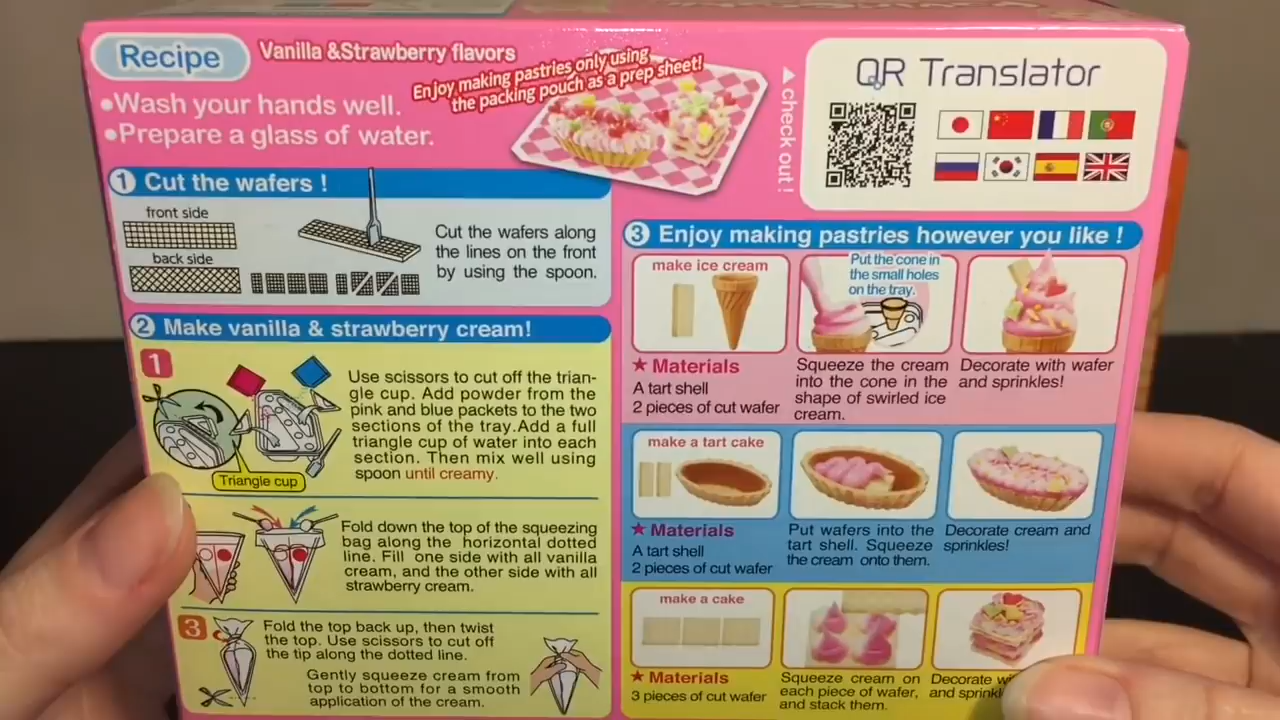 Recipe
Vanilla &Strawberry flavors
•Wash your hands well.
•Prepare a glass of water.
Enjoy making pastries only using
the packing pouch as a prep sheet!
▲check out!
QR Translator
1 Cut the wafers !
front side
back side
Cut the wafers along
the lines on the front
by using the spoon.
2 Make vanilla & strawberry cream!
1
Triangle cup
Use scissors to cut off the trian-
gle cup. Add powder from the
pink and blue packets to the two
sections of the tray.Add a full
triangle cup of water into each
section. Then mix well using
spoon until creamy.
Fold down the top of the squeezing
bag along the horizontal dotted
line. Fill one side with all vanilla
cream, and the other side with all
strawberry cream.
3
Fold the top back up, then twist
the top. Use scissors to cut off
the tip along the dotted line.
Gently squeeze cream from
top to bottom for a smooth
application of the cream.
3 Enjoy making pastries however you like !
make ice cream
Put the cone in
the small holes
on the tray.
★Materials
A tart shell
2 pieces of cut wafer
Squeeze the cream
into the cone in the
shape of swirled ice
cream.
Decorate with wafer
and sprinkles!
make a tart cake
★Materials
A tart shell
2 pieces of cut wafer
Put wafers into the
tart shell. Squeeze
the cream onto them.
Decorate cream and
sprinkles!
make a cake
★Materials
3 pieces of cut wafer
Squeeze cream on
each piece of wafer,
and stack them.
Decorate
and